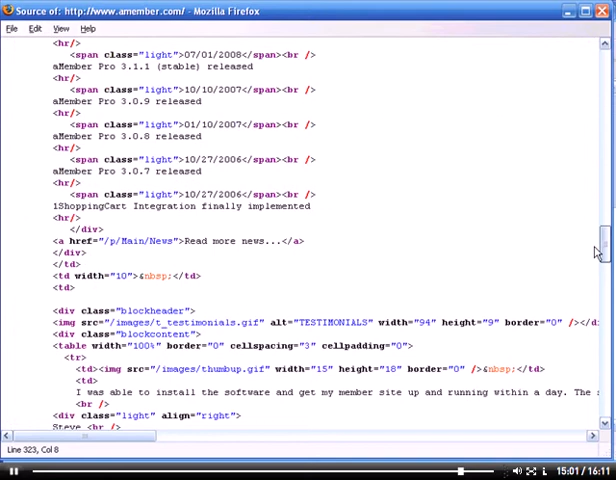 Source of: http://www.amember.com/ - Mozilla Firefox
File Edit View Help
<hr/>
<span class="light">07/01/2008</span><br />
aMember Pro 3.1.1 (stable) released
<hr/>
<span class="light">10/10/2007</span><br />
aMember Pro 3.0.9 released
<hr/>
<span class="light">01/10/2007</span><br />
aMember Pro 3.0.8 released
<hr/>
<span class="light">10/27/2006</span><br />
aMember Pro 3.0.7 released
<hr/>
<span class="light">10/27/2006</span><br />
1ShoppingCart Integration finally implemented
<hr/>
</div>
<a href="/p/Main/News">Read more news...</a>
</div>
</td>
<td width="10">&nbsp;</td>
<td>
<div class="blockheader">
<img src="/images/t_testimonials.gif" alt="TESTIMONIALS" width="94" height="9" border="0" /></di
<div class="blockcontent">
<table width="100%" border="0" cellspacing="3" cellpadding="0">
<tr>
<td><img src="/images/thumbup.gif" width="15" height="18" border="0" />&nbsp;</td>
<td>
I was able to install the software and get my member site up and running within a day. The s
<br />
<div class="light" align="right">
Steve <br />
Line 323, Col 8
15:01 / 16:11